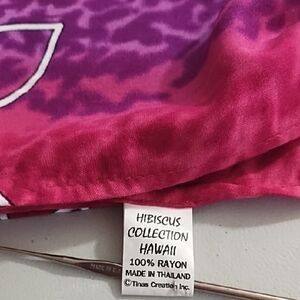 HIBISCUS
COLLECTION
HAWAII
100% RAYON
MADE IN THAILAND
©Tinas Creation Inc.